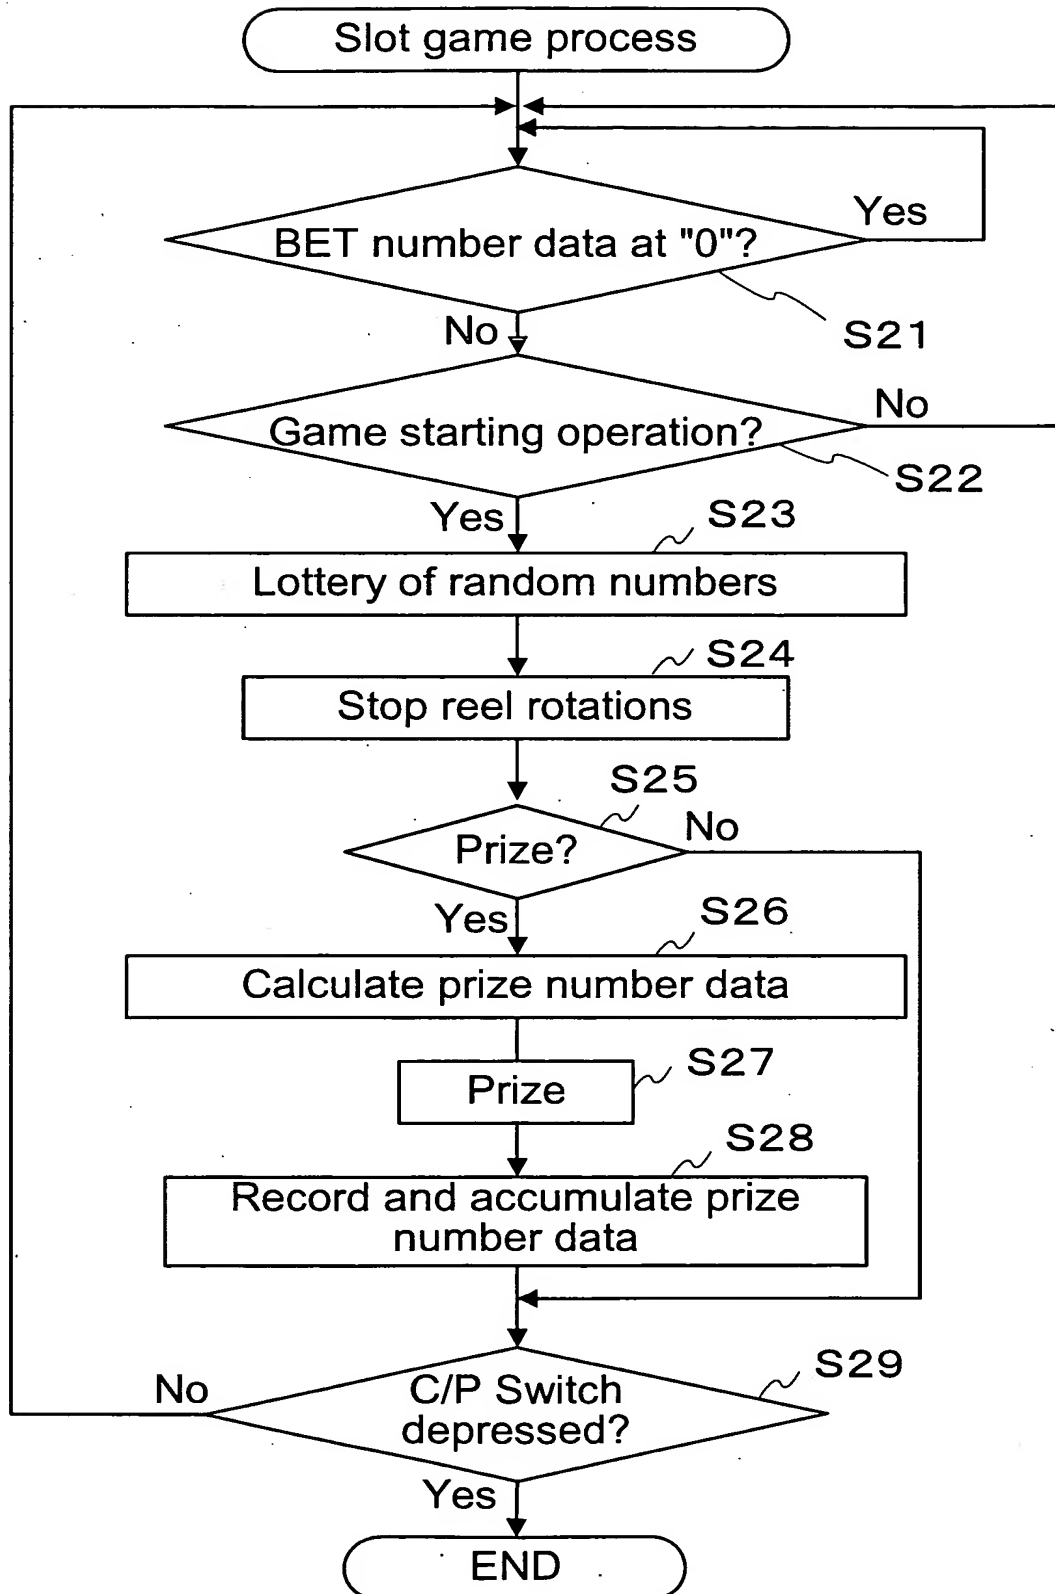 Slot game process
Yes
BET number data at "0"?
S21
No
No
Game starting operation?
S22
Yes
S23
Lottery of random numbers
S24
Stop reel rotations
S25
No
Prize?
Yes
S26
Calculate prize number data
S27
Prize
S28
Record and accumulate prize
number data
S29
No
C/P Switch
depressed?
Yes
END